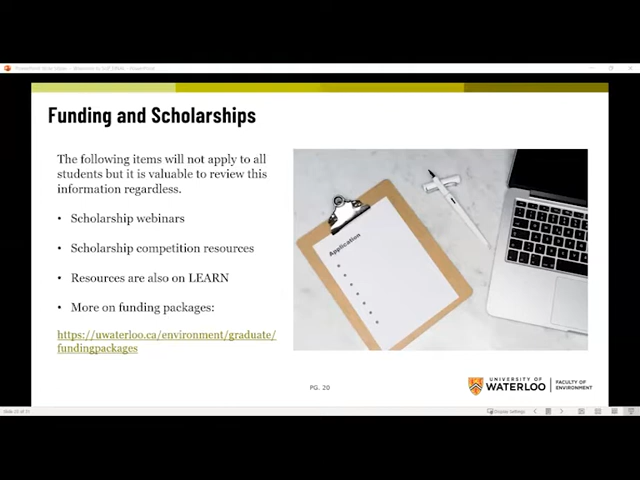 Funding and Scholarships
The following items will not apply to all
students but it is valuable to review this
information regardless.
• Scholarship webinars
• Scholarship competition resources
• Resources are also on LEARN
• More on funding packages:
https://uwaterloo.ca/environment/graduate/
fundingpackages
Application
PG. 20
UNIVERSITY OF
WATERLOO
FACULTY OF
ENVIRONMENT
Display Settings